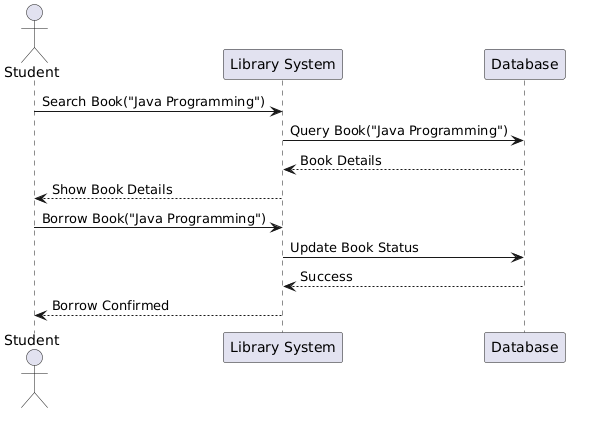 Student
Library System
Database
Search Book("Java Programming")
Query Book("Java Programming")
Book Details
Show Book Details
Borrow Book("Java Programming")
Update Book Status
Success
Borrow Confirmed
Student
Library System
Database